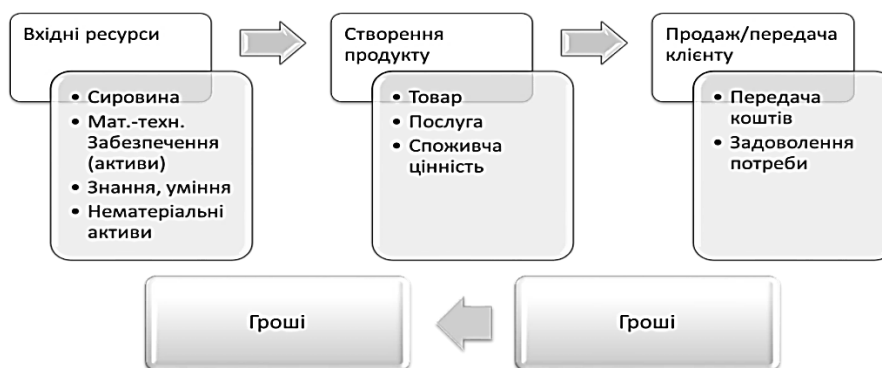 Вхідні ресурси
• Сировина
• Мат.-техн.
Забезпечення
(активи)
• Знання, уміння
• Нематеріальні
активи
Створення
продукту
• Товар
• Послуга
• Споживча
цінність
Продаж/передача
клієнту
• Передача
коштів
• Задоволення
потреби
Гроші
Гроші